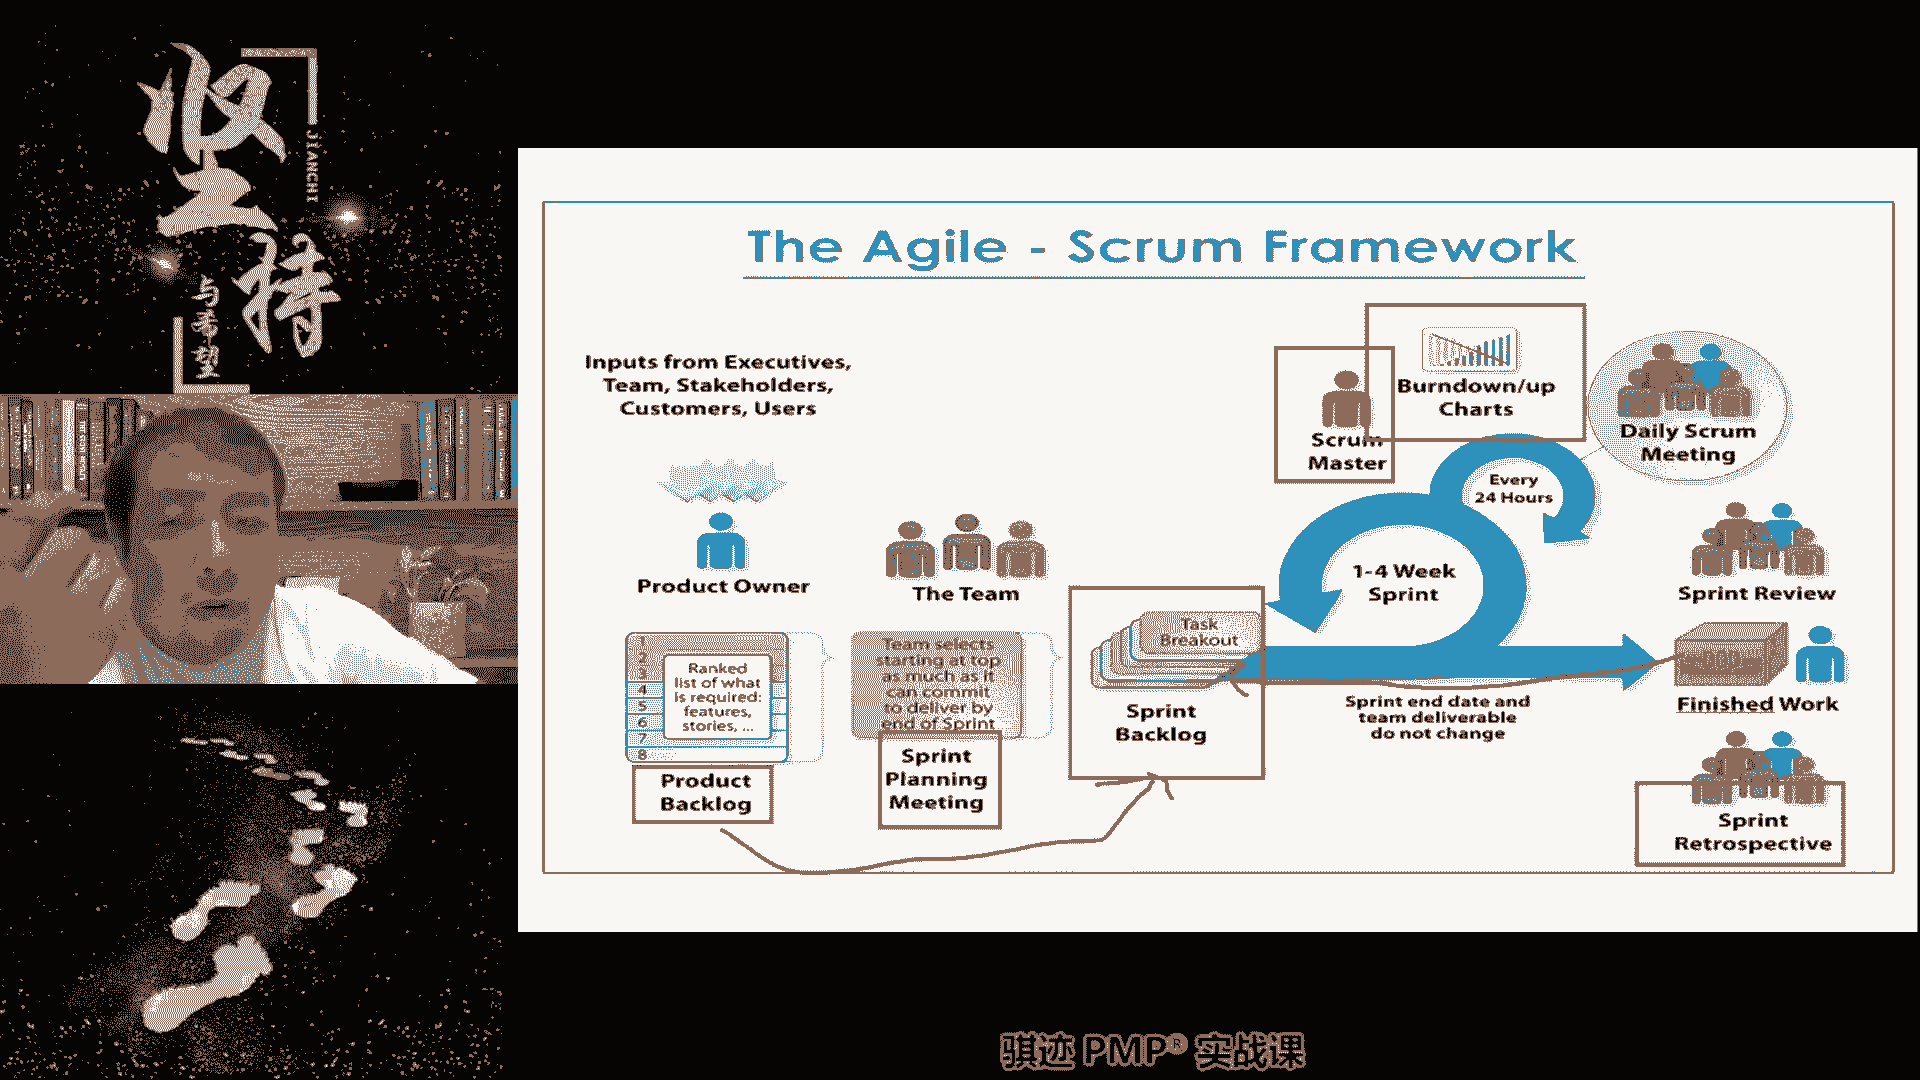 坚
持
JIANCHI
与希望
The Agile - Scrum Framework
Inputs from Executives,
Team, Stakeholders,
Customers, Users
Product Owner
The Team
1
2
3
4
5
6
7
8
Ranked
list of what
is required:
features,
stories, ...
Product
Backlog
Team selects
starting at top
as much as it
can commit
to deliver by
end of Sprint
Sprint
Planning
Meeting
Task
Breakout
Sprint
Backlog
Scrum
Master
Burndown/up
Charts
Every
24 Hours
1-4 Week
Sprint
Sprint end date and
team deliverable
do not change
Daily Scrum
Meeting
Sprint Review
Finished Work
Sprint
Retrospective
骐迹 PMP® 实战课